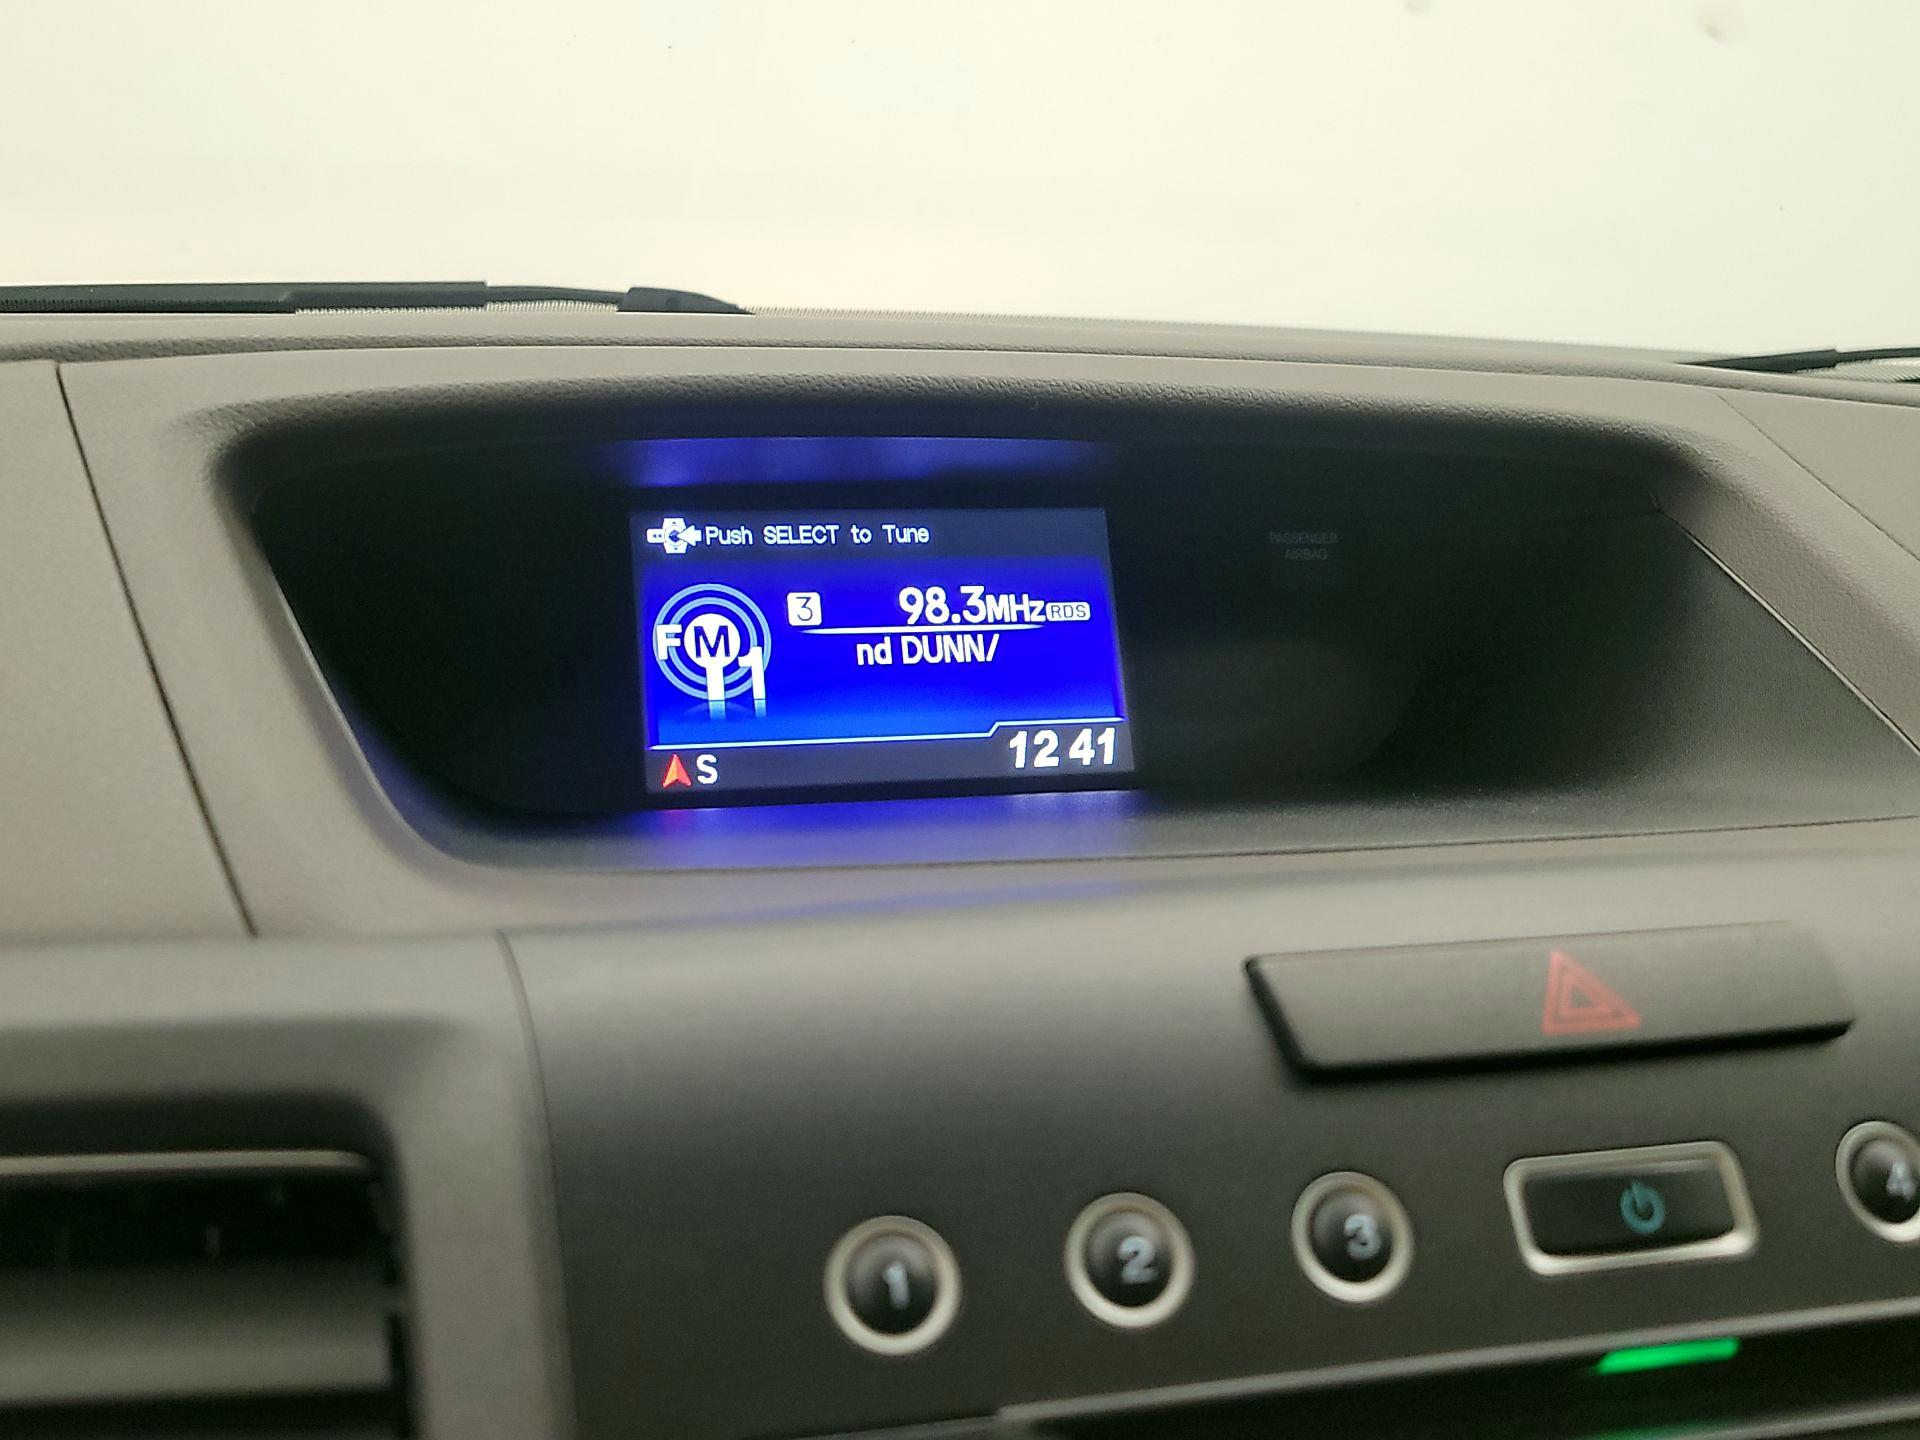 Push SELECT to Tune
3 98.3MHz RDS
FM1
nd DUNN/
S
12 41
PASSENGER
AIRBAG
1
2
3
4